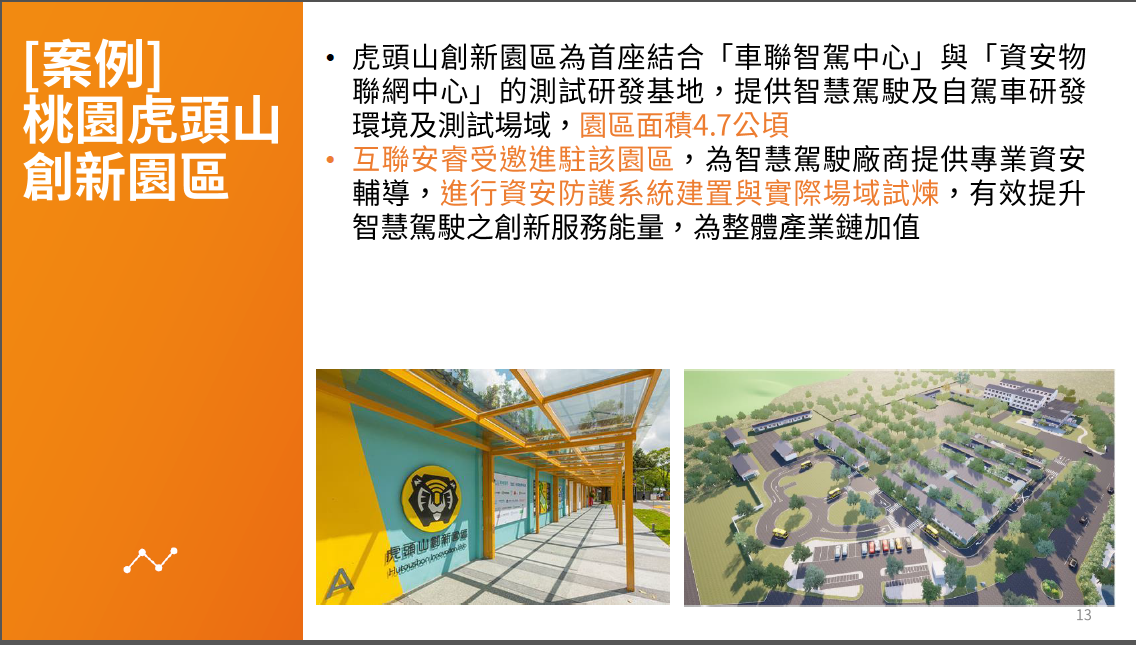 [案例]
桃園虎頭山
創新園區
• 虎頭山創新園區為首座結合「車聯智駕中心」與「資安物
聯網中心」的測試研發基地，提供智慧駕駛及自駕車研發
環境及測試場域，園區面積4.7公頃
• 互聯安睿受邀進駐該園區，為智慧駕駛廠商提供專業資安
輔導，進行資安防護系統建置與實際場域試煉，有效提升
智慧駕駛之創新服務能量，為整體產業鏈加值
虎頭山創新園區
Hutoushan Innovation Hub
A
13